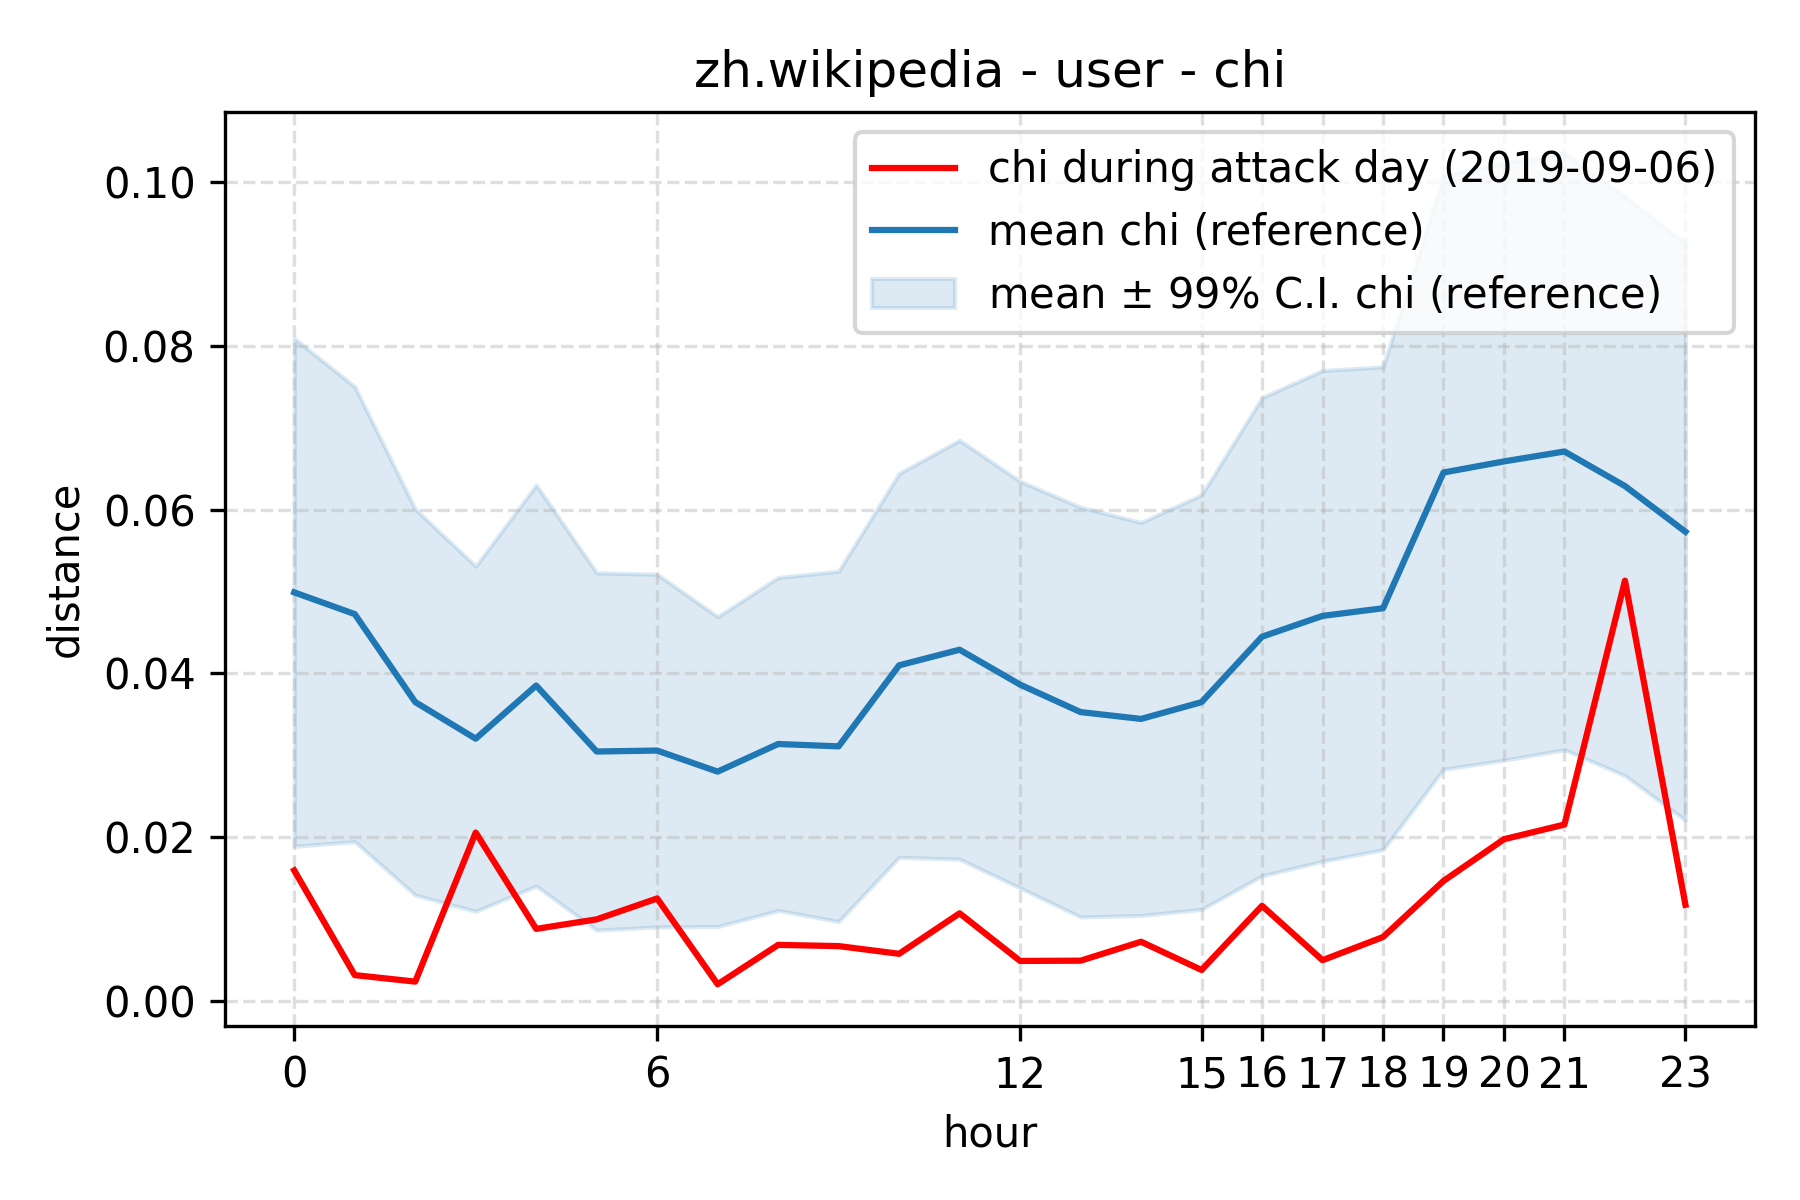 zh.wikipedia - user - chi
chi during attack day (2019-09-06)
mean chi (reference)
mean ± 99% C.I. chi (reference)
distance
0.10
0.08
0.06
0.04
0.02
0.00
0 6 12 15 16 17 18 19 20 21 23
hour